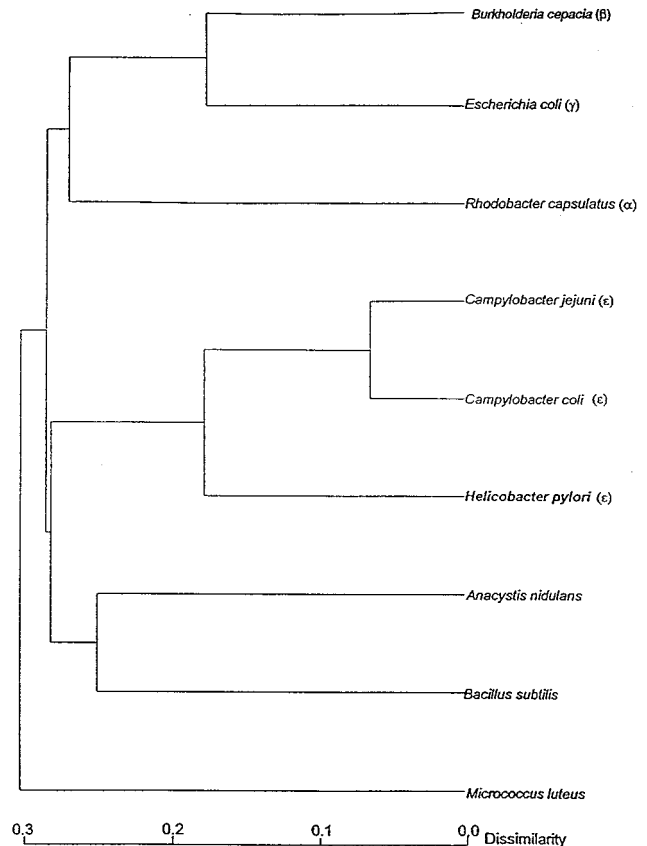 Burkholderia cepacia (β)
Escherichia coli (γ)
Rhodobacter capsulatus (α)
Campylobacter jejuni (ε)
Campylobacter coli (ε)
Helicobacter pylori (ε)
Anacystis nidulans
Bacillus subtilis
Micrococcus luteus
0.3 0.2 0.1 0.0 Dissimilarity